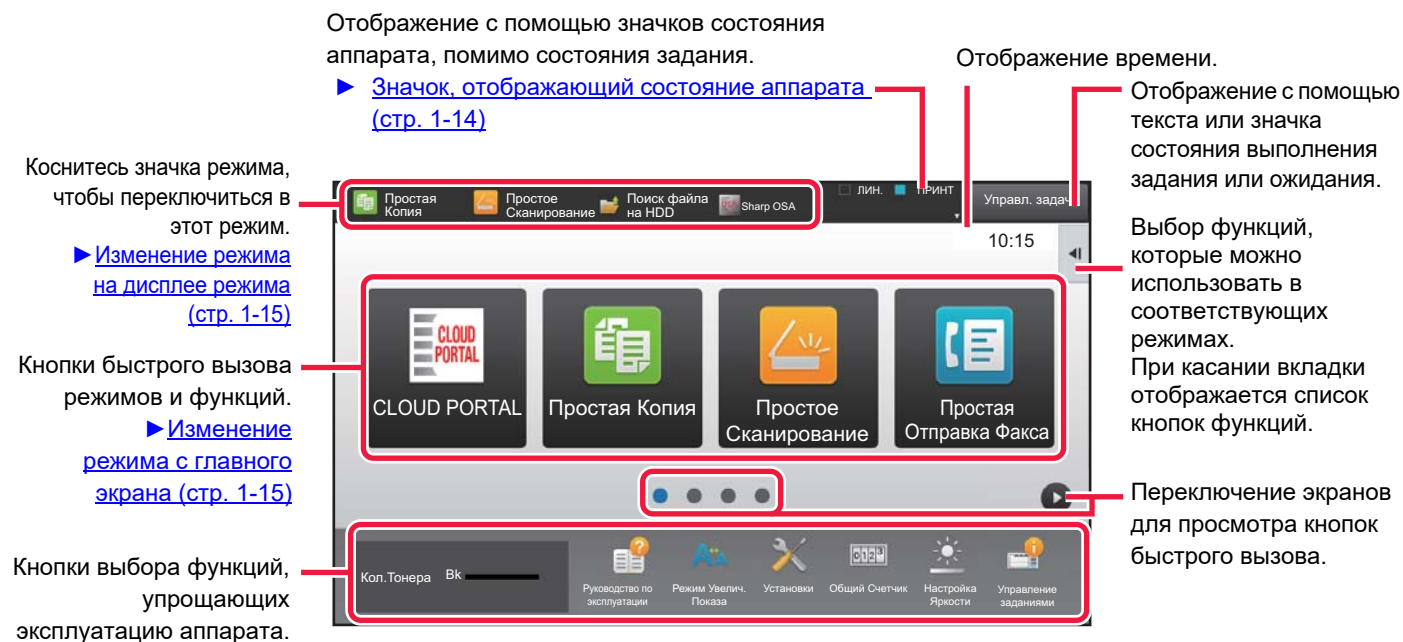 Отображение с помощью значков состояния
аппарата, помимо состояния задания.
► Значок, отображающий состояние аппарата
(стр. 1-14)
Отображение времени.
Отображение с помощью
текста или значка
состояния выполнения
задания или ожидания.
Коснитесь значка режима,
чтобы переключиться в
этот режим.
►Изменение режима
на дисплее режима
(стр. 1-15)
Простая
Копия
Простое
Сканирование
Поиск файла
на HDD
Sharp OSA
ЛИН.
ПРИНТ
Управл. задач
10:15
Выбор функций,
которые можно
использовать в
соответствующих
режимах.
При касании вкладки
отображается список
кнопок функций.
Кнопки быстрого вызова
режимов и функций.
►Изменение
режима с главного
экрана (стр. 1-15)
CLOUD
PORTAL
CLOUD PORTAL
Простая Копия
Простое
Сканирование
Простая
Отправка Факса
Переключение экранов
для просмотра кнопок
быстрого вызова.
Кнопки выбора функций,
упрощающих
эксплуатацию аппарата.
Кол.Тонера Bk
Руководство по
эксплуатации
Режим Увелич.
Показа
Установки
0123
Общий Счетчик
Настройка
Яркости
Управление
заданиями